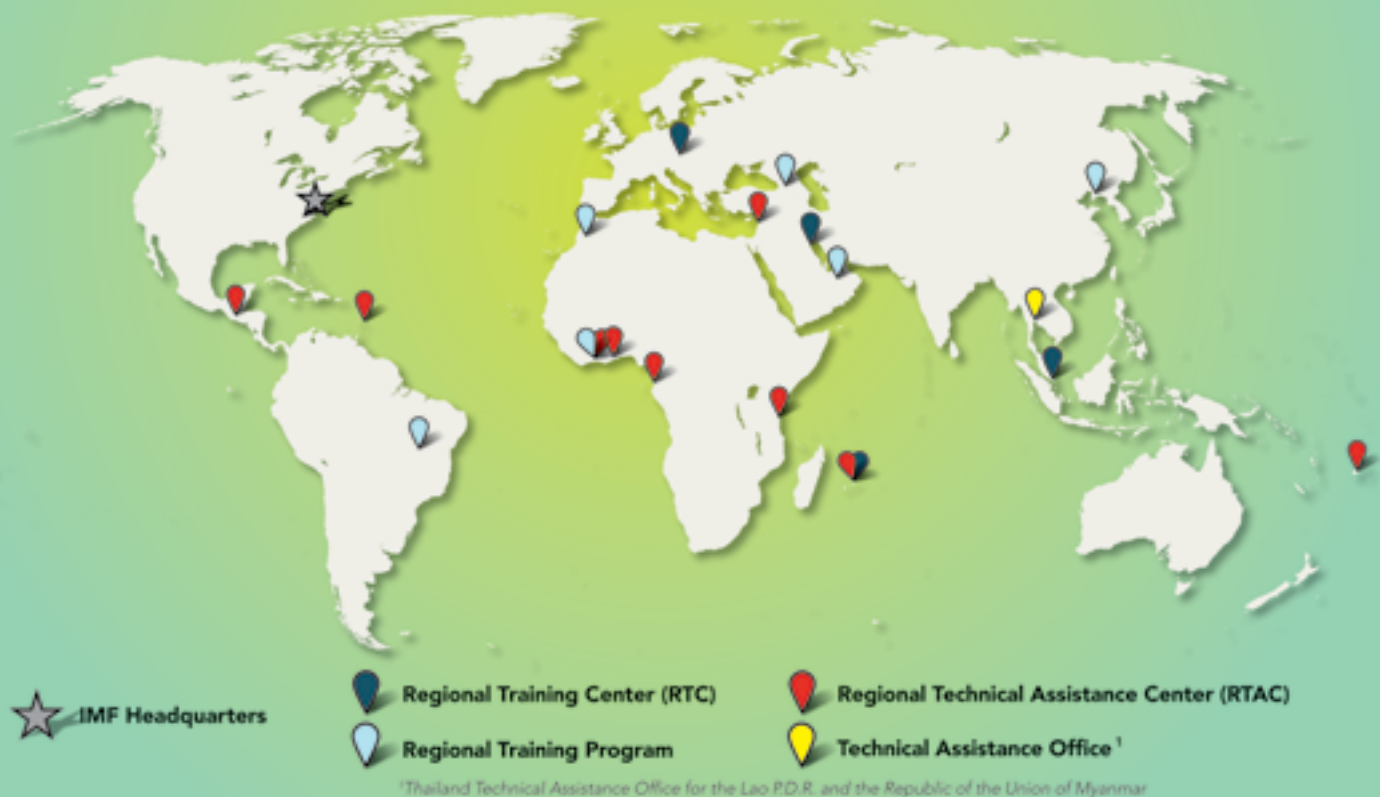 Regional Training Center (RTC)
Regional Technical Assistance Center (RTAC)
IMF Headquarters
Regional Training Program
Technical Assistance Office ¹
¹Thailand Technical Assistance Office for the Lao P.D.R. and the Republic of the Union of Myanmar